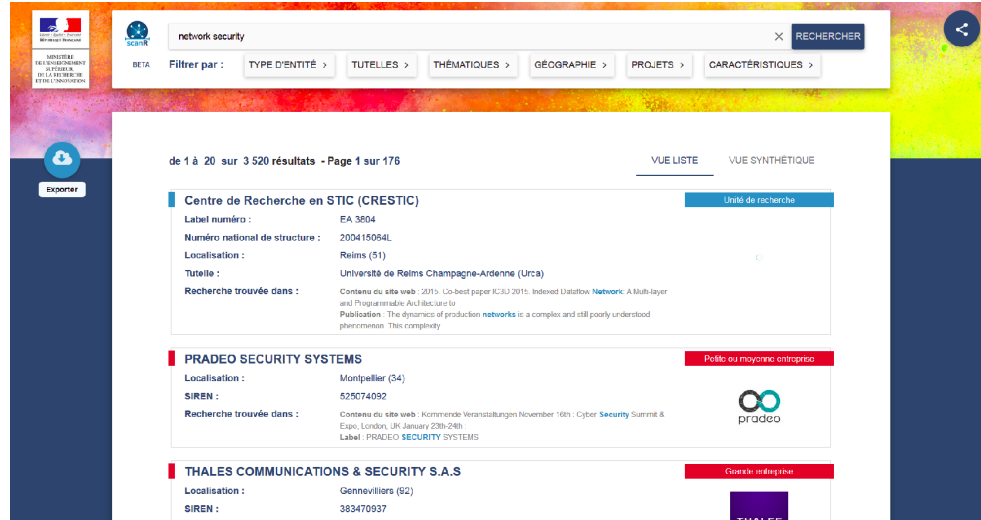 Liberté • Égalité • Fraternité
RÉPUBLIQUE FRANÇAISE
MINISTÈRE
DE L'ENSEIGNEMENT
SUPÉRIEUR,
DE LA RECHERCHE
ET DE L'INNOVATION
scanR
BETA
network security
RECHERCHER
Filtrer par :
TYPE D'ENTITÉ >
TUTELLES >
THÉMATIQUES >
GÉOGRAPHIE >
PROJETS >
CARACTÉRISTIQUES >
Exporter
de 1 à 20 sur 3 520 résultats - Page 1 sur 176
VUE LISTE
VUE SYNTHÉTIQUE
Centre de Recherche en STIC (CRESTIC)
Unité de recherche
Label numéro : EA 3804
Numéro national de structure : 200415064L
Localisation : Reims (51)
Tutelle : Université de Reims Champagne-Ardenne (Urca)
Recherche trouvée dans : Contenu du site web : 2015. Co-best paper IC3D 2015. Indexed Dataflow Network: A Multi-layer
and Programmable Architecture to
Publication : The dynamics of production networks is a complex and still poorly understood
phenomenon. This complexity
PRADEO SECURITY SYSTEMS
Petite ou moyenne entreprise
Localisation : Montpellier (34)
SIREN : 525074092
Recherche trouvée dans : Contenu du site web : Kommende Veranstaltungen November 16th : Cyber Security Summit &
Expo, London, UK January 23th-24th :
Label : PRADEO SECURITY SYSTEMS
pradeo
THALES COMMUNICATIONS & SECURITY S.A.S
Grande entreprise
Localisation : Gennevilliers (92)
SIREN : 383470937